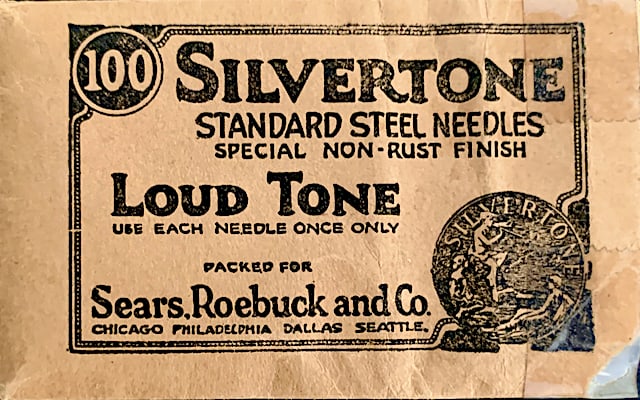 100
SILVERTONE
STANDARD STEEL NEEDLES
SPECIAL NON-RUST FINISH
LOUD TONE
USE EACH NEEDLE ONCE ONLY
PACKED FOR
Sears, Roebuck and Co.
CHICAGO PHILADELPHIA DALLAS SEATTLE.
SILVERTONE